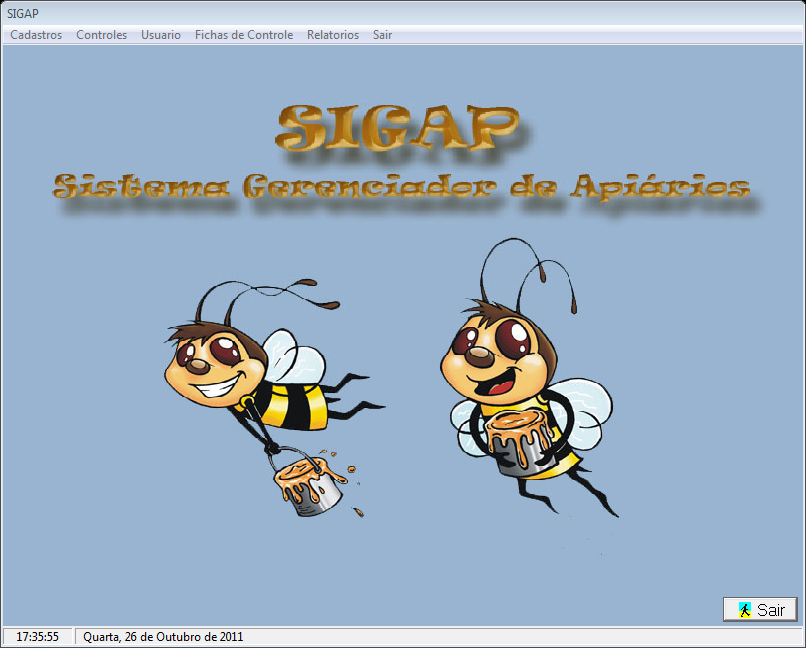 SIGAP
Cadastros Controles Usuario Fichas de Controle Relatorios Sair
SIGAP
Sistema Gerenciador de Apiários
Sair
17:35:55 Quarta, 26 de Outubro de 2011